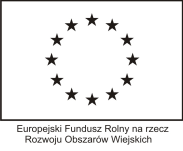 Europejski Fundusz Rolny na rzecz
Rozwoju Obszarów Wiejskich